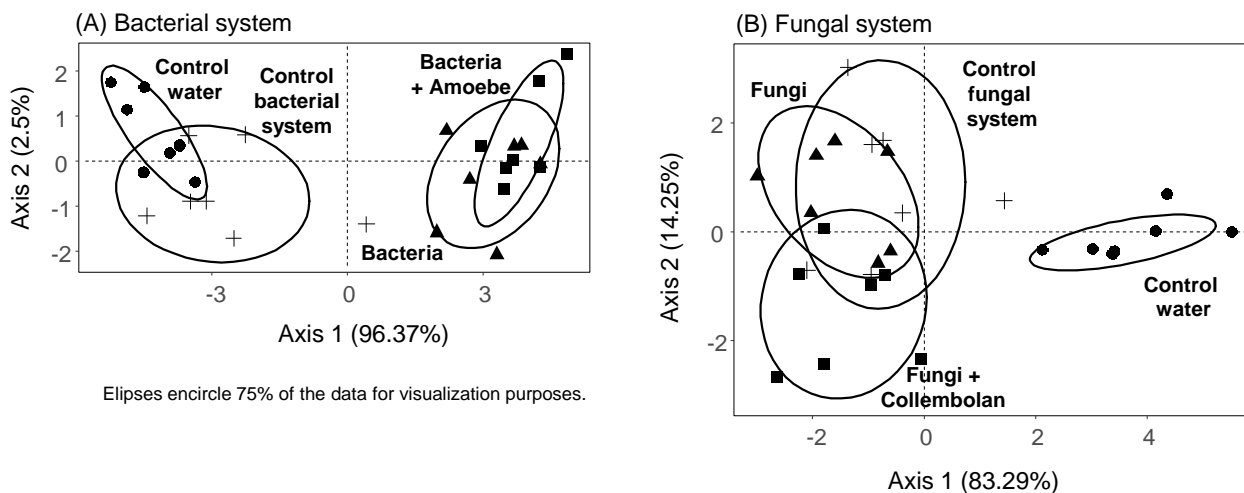 (A) Bacterial system
Control
water
Control
bacterial
system
Bacteria
+ Amoebe
Bacteria
2
1
0
-1
-2
Axis 2 (2.5%)
-3
0
3
Axis 1 (96.37%)
Elipses encircle 75% of the data for visualization purposes.
(B) Fungal system
Fungi
Control
fungal
system
Control
water
Fungi +
Collembolan
2
0
-2
Axis 2 (14.25%)
-2
0
2
4
Axis 1 (83.29%)